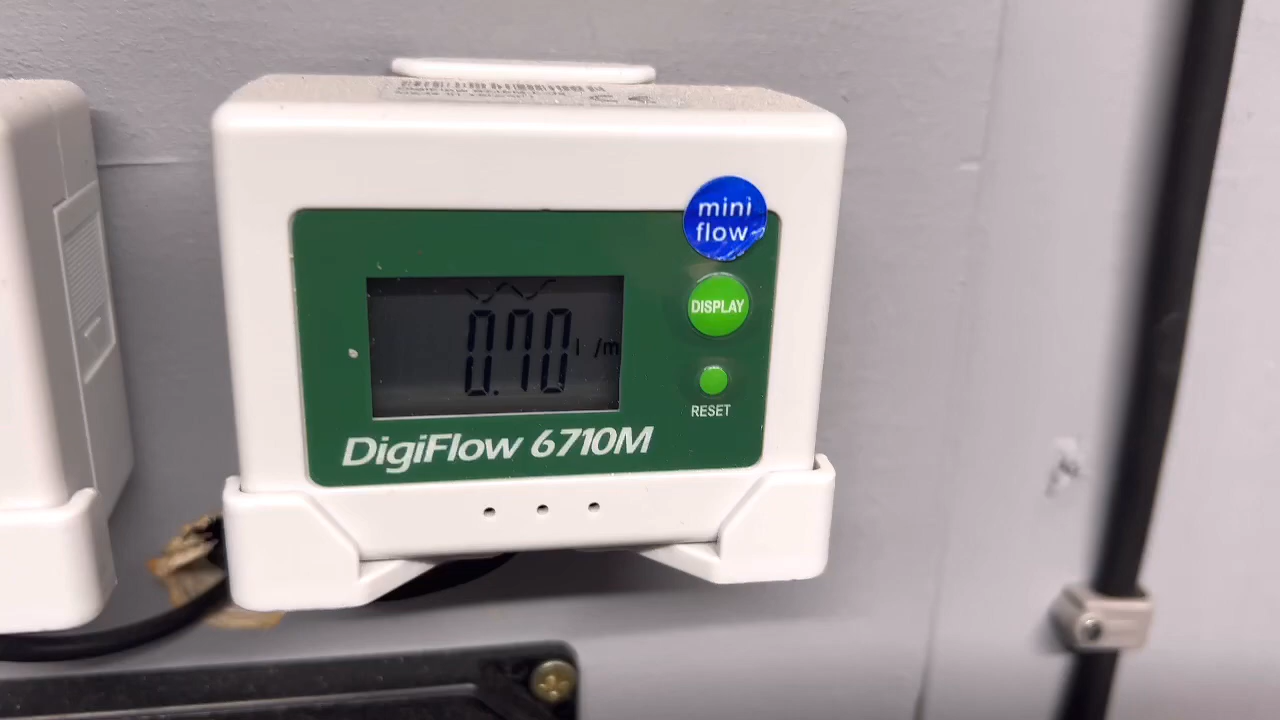 mini
flow
DISPLAY
0.70 l/m
RESET
DigiFlow 6710M